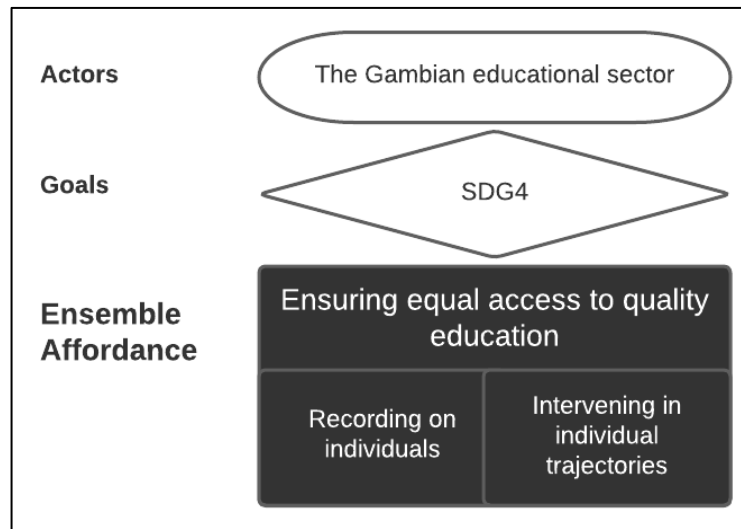 Actors
The Gambian educational sector
Goals
SDG4
Ensemble
Affordance
Ensuring equal access to quality
education
Recording on
individuals
Intervening in
individual
trajectories